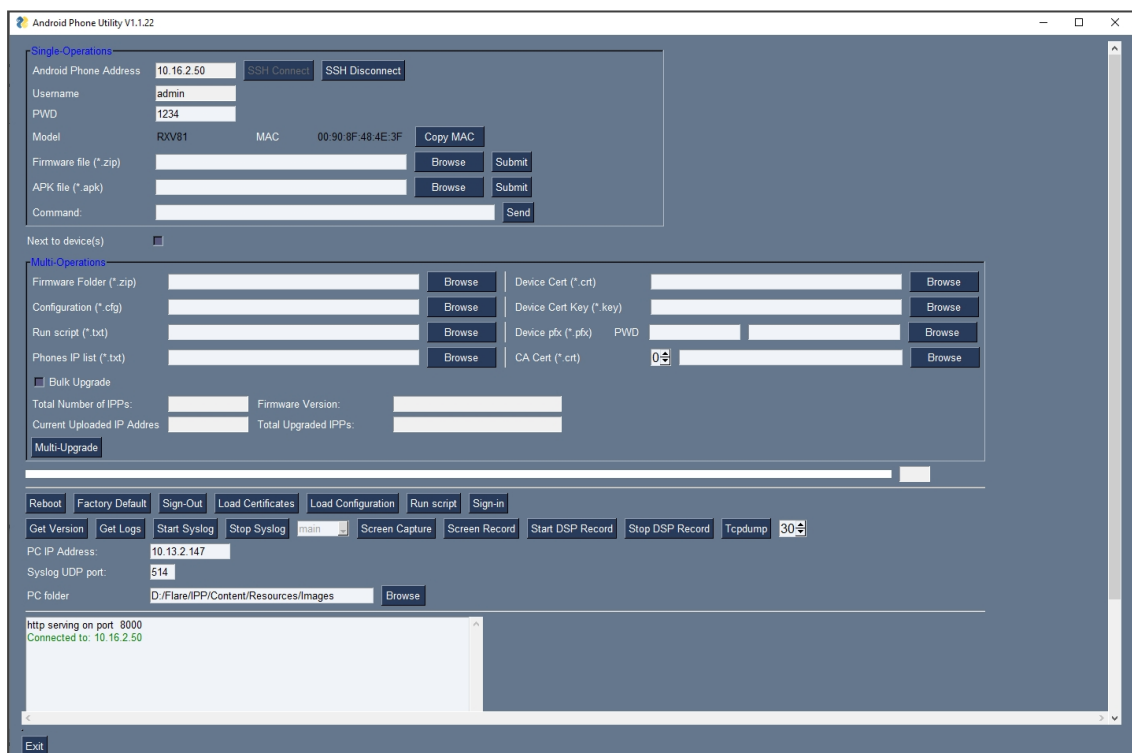 Android Phone Utility V1.1.22
Single-Operations
Android Phone Address 10.16.2.50 SSH Connect SSH Disconnect
Username admin
PWD 1234
Model RXV81 MAC 00:90:8F:48:4E:3F Copy MAC
Firmware file (*.zip) Browse Submit
APK file (*.apk) Browse Submit
Command: Send
Next to device(s)
Multi-Operations
Firmware Folder (*.zip) Browse Device Cert (*.crt) Browse
Configuration (*.cfg) Browse Device Cert Key (*.key) Browse
Run script (*.txt) Browse Device pfx (*.pfx) PWD Browse
Phones IP list (*.txt) Browse CA Cert (*.crt) 0 Browse
Bulk Upgrade
Total Number of IPPs: Firmware Version:
Current Uploaded IP Addres Total Upgraded IPPs:
Multi-Upgrade
Reboot Factory Default Sign-Out Load Certificates Load Configuration Run script Sign-in
Get Version Get Logs Start Syslog Stop Syslog main Screen Capture Screen Record Start DSP Record Stop DSP Record Tcpdump 30
PC IP Address: 10.13.2.147
Syslog UDP port: 514
PC folder D:/Flare/IPP/Content/Resources/Images Browse
http serving on port 8000
Connected to: 10.16.2.50
Exit